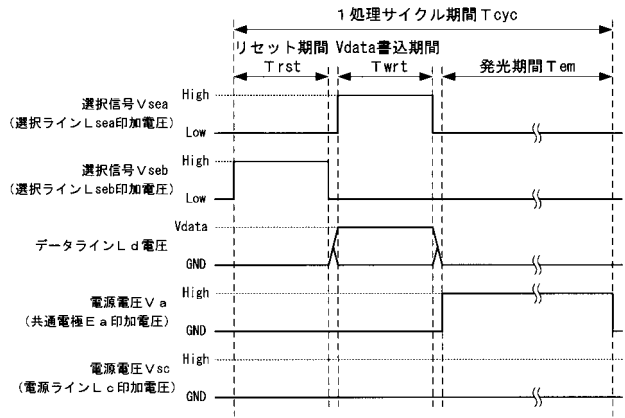 1処理サイクル期間Tcyc
リセット期間 Vdata書込期間
Trst Twrt 発光期間Tem
選択信号Vsea
(選択ラインLsea印加電圧)
High
Low
選択信号Vseb
(選択ラインLseb印加電圧)
High
Low
データラインLd電圧
Vdata
GND
電源電圧Va
(共通電極Ea印加電圧)
High
GND
電源電圧Vsc
(電源ラインLc印加電圧)
High
GND